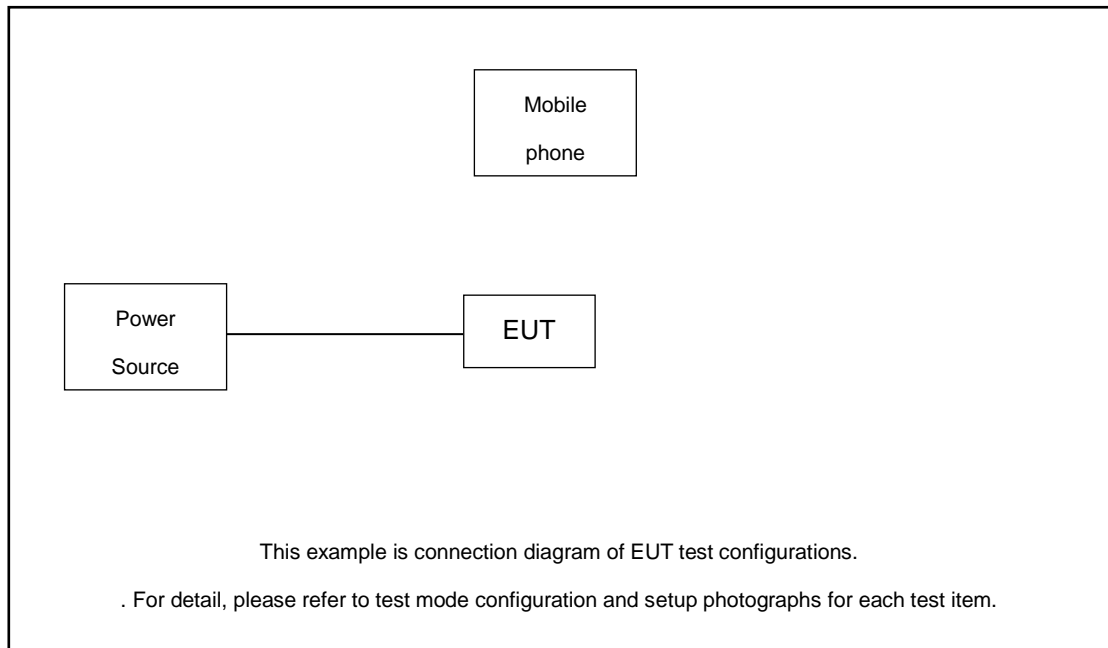 Mobile
phone
Power
Source
EUT
This example is connection diagram of EUT test configurations.
. For detail, please refer to test mode configuration and setup photographs for each test item.